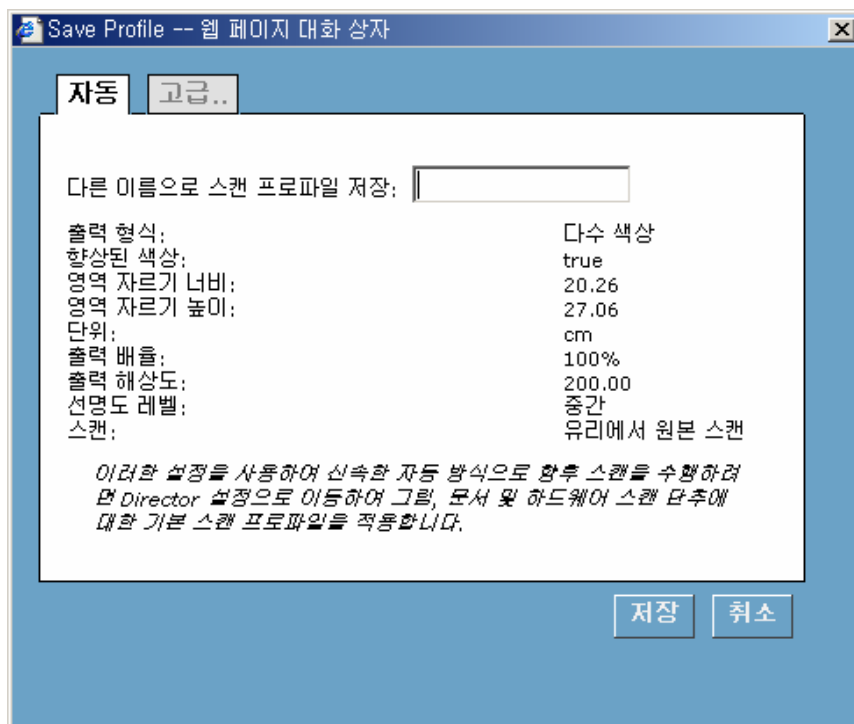 Save Profile -- 웹 페이지 대화 상자
자동 고급..
다른 이름으로 스캔 프로파일 저장:
출력 형식: 다수 색상
향상된 색상: true
영역 자르기 너비: 20.26
영역 자르기 높이: 27.06
단위: cm
출력 배율: 100%
출력 해상도: 200.00
선명도 레벨: 중간
스캔: 유리에서 원본 스캔
이러한 설정을 사용하여 신속한 자동 방식으로 향후 스캔을 수행하려
면 Director 설정으로 이동하여 그림, 문서 및 하드웨어 스캔 단추에
대한 기본 스캔 프로파일을 적용합니다.
저장 취소